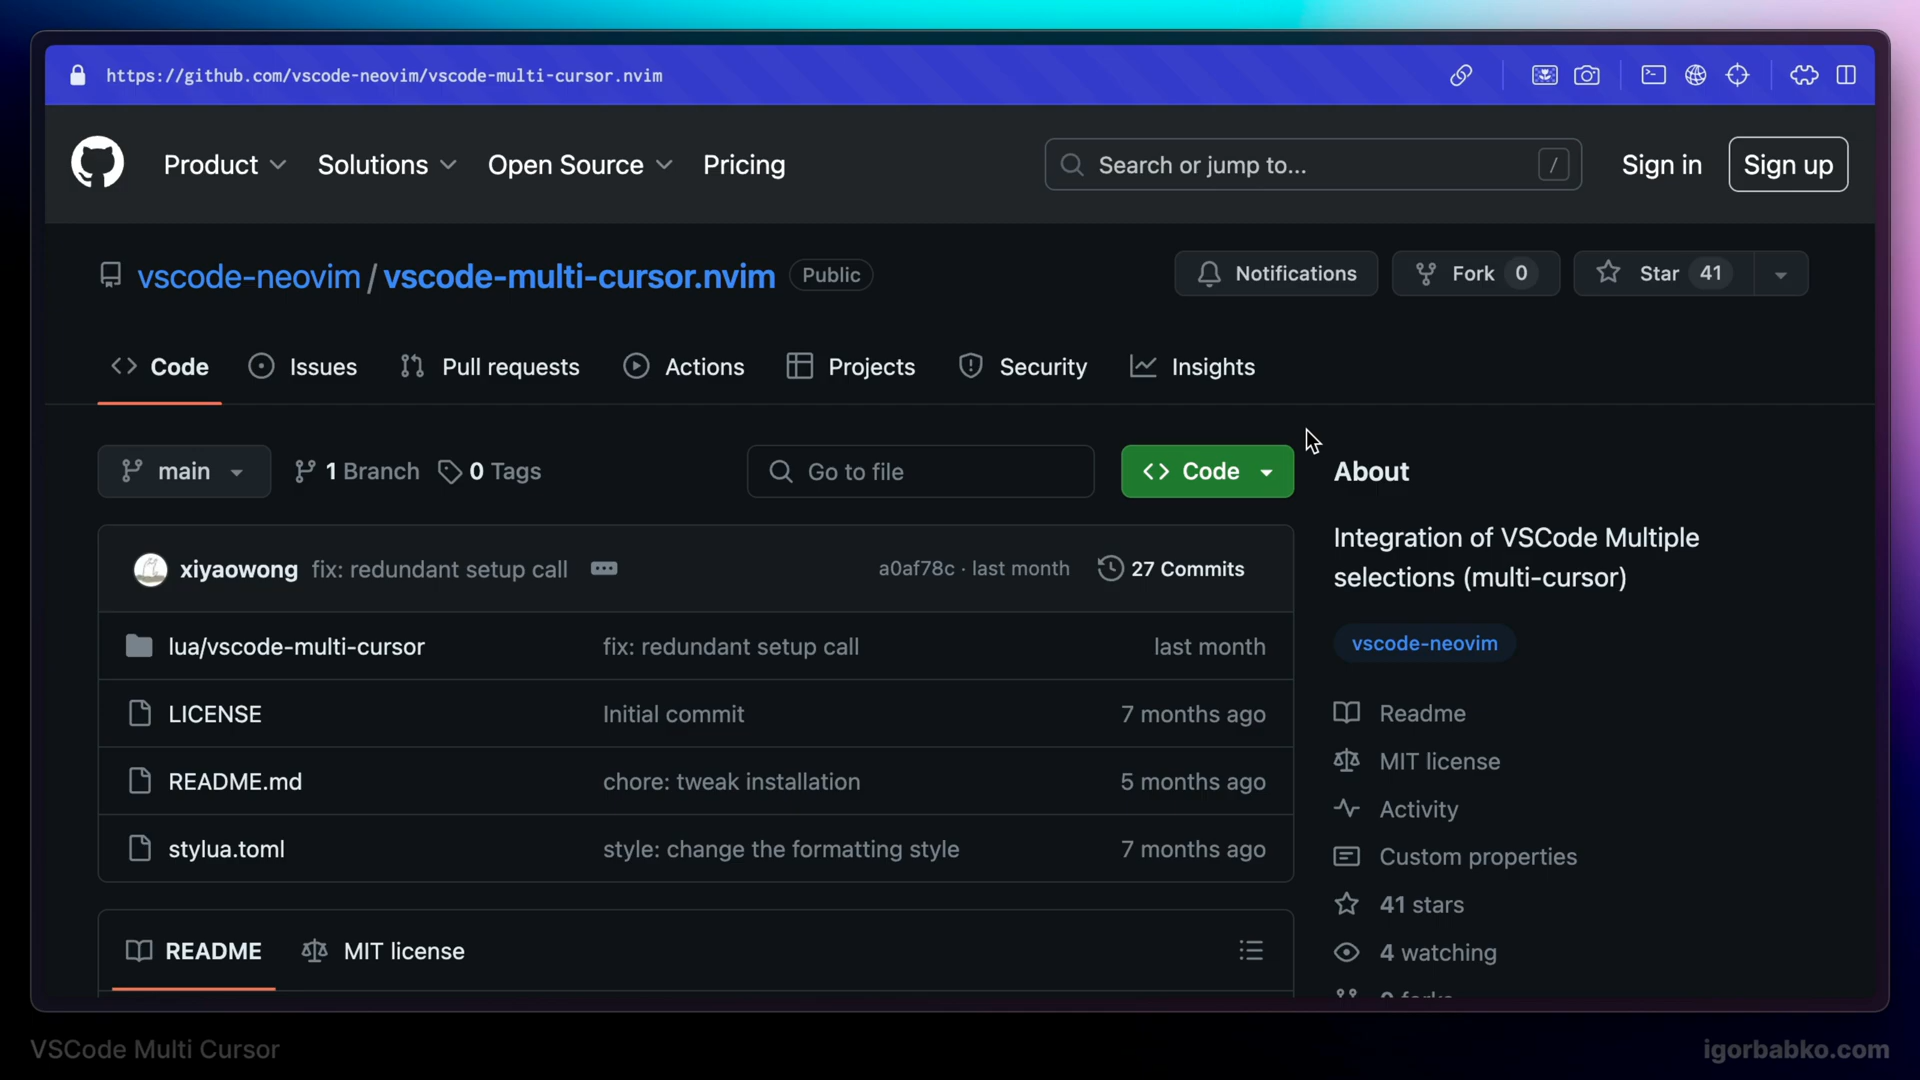 https://github.com/vscode-neovim/vscode-multi-cursor.nvim
Product Solutions Open Source Pricing Search or jump to... / Sign in Sign up
vscode-neovim / vscode-multi-cursor.nvim Public Notifications Fork 0 Star 41
Code Issues Pull requests Actions Projects Security Insights
main 1 Branch 0 Tags Go to file Code
About
Integration of VSCode Multiple
selections (multi-cursor)
vscode-neovim
Readme
MIT license
Activity
Custom properties
41 stars
4 watching
xiyaowong fix: redundant setup call a0af78c · last month 27 Commits
lua/vscode-multi-cursor fix: redundant setup call last month
LICENSE Initial commit 7 months ago
README.md chore: tweak installation 5 months ago
stylua.toml style: change the formatting style 7 months ago
README MIT license
VSCode Multi Cursor
igorbabko.com